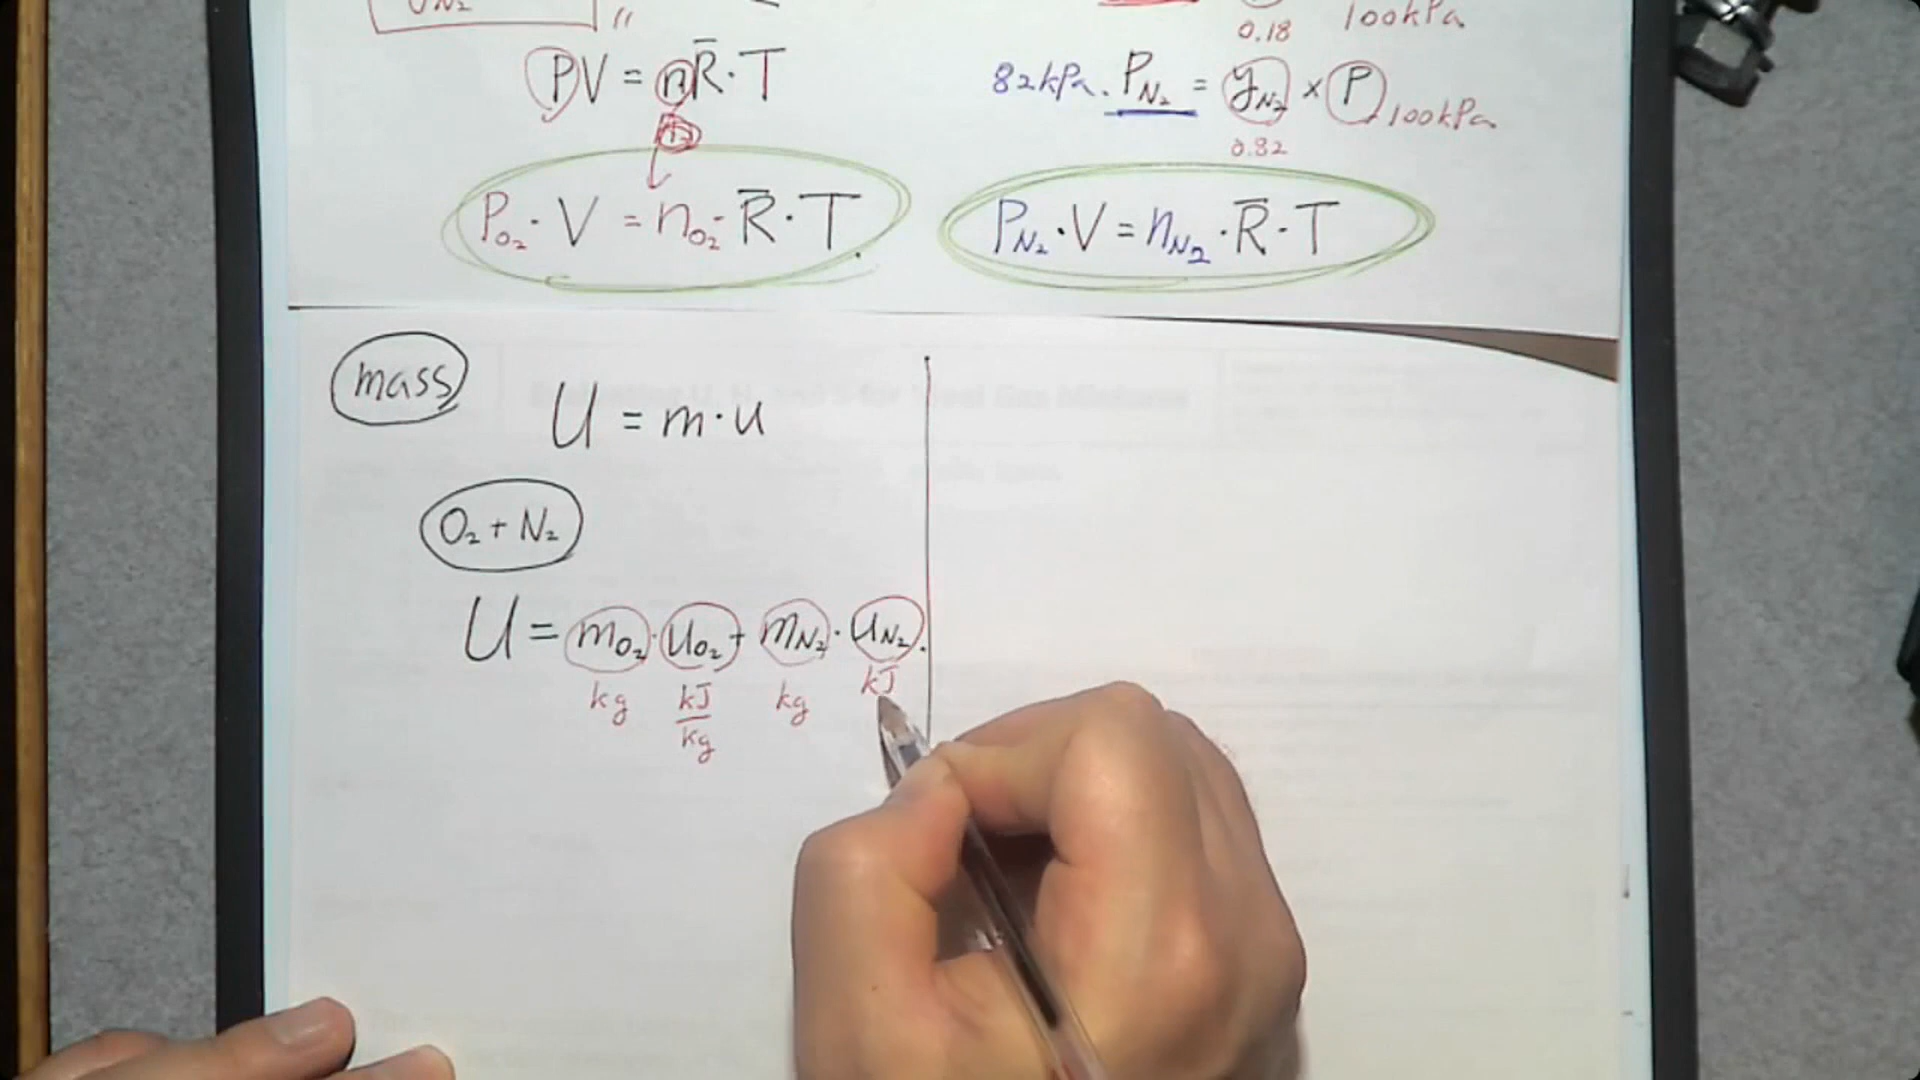 0.18 100kPa
PV = nR̄·T
82kPa. P_N₂ = y_N₂ × P 100kPa
0.82
P_O₂·V = n_O₂·R̄·T
P_N₂·V = n_N₂·R̄·T
mass
U = m·u
O₂ + N₂
U = m_O₂·u_O₂ + m_N₂·u_N₂.
kg kJ/kg kg kJ